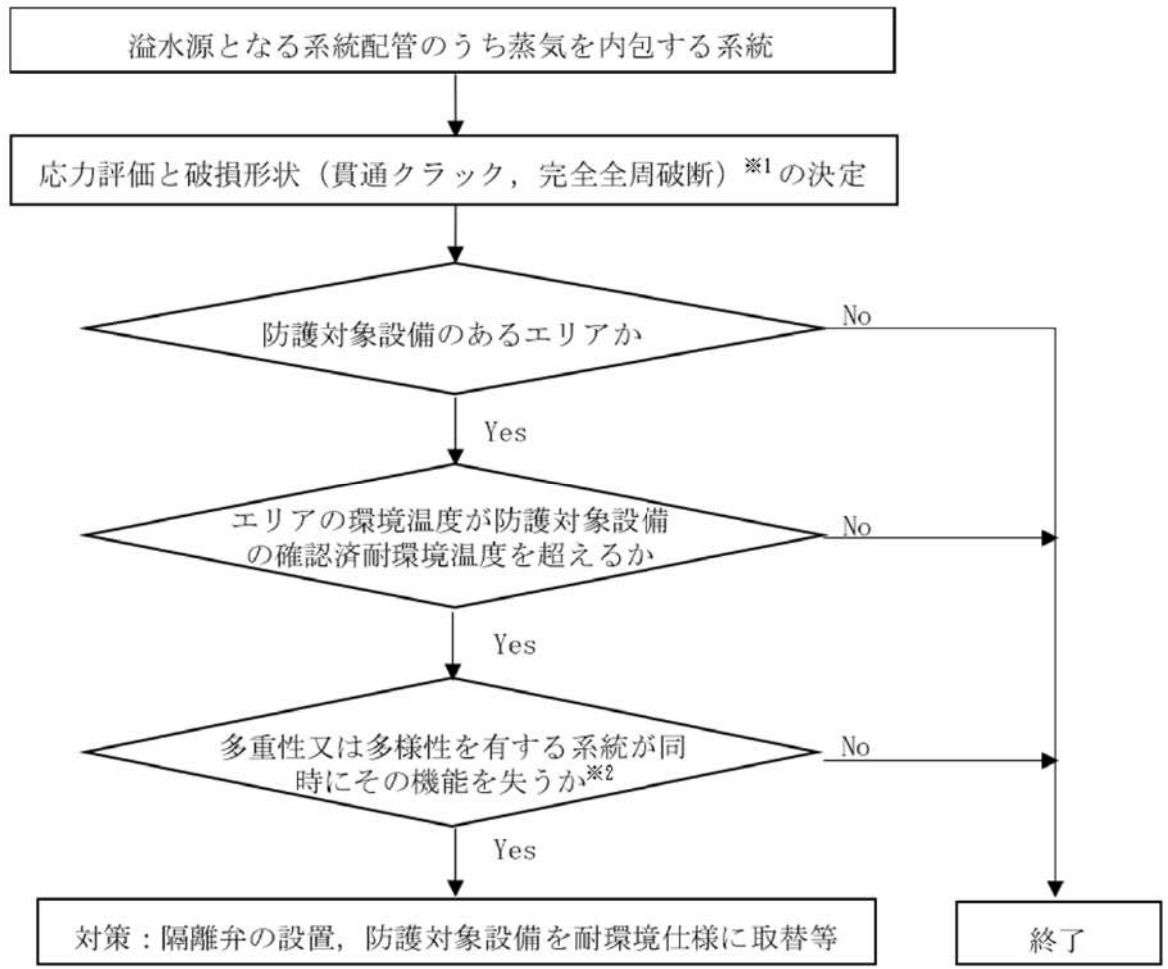 溢水源となる系統配管のうち蒸気を内包する系統
応力評価と破損形状（貫通クラック，完全全周破断）※1の決定
防護対象設備のあるエリアか
No
Yes
エリアの環境温度が防護対象設備
の確認済耐環境温度を超えるか
No
Yes
多重性又は多様性を有する系統が同
時にその機能を失うか※2
No
Yes
対策：隔離弁の設置，防護対象設備を耐環境仕様に取替等
終了